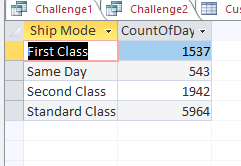 Challenge1 Challenge2 Cus
Ship Mode CountOfDay
First Class 1537
Same Day 543
Second Class 1942
Standard Class 5964